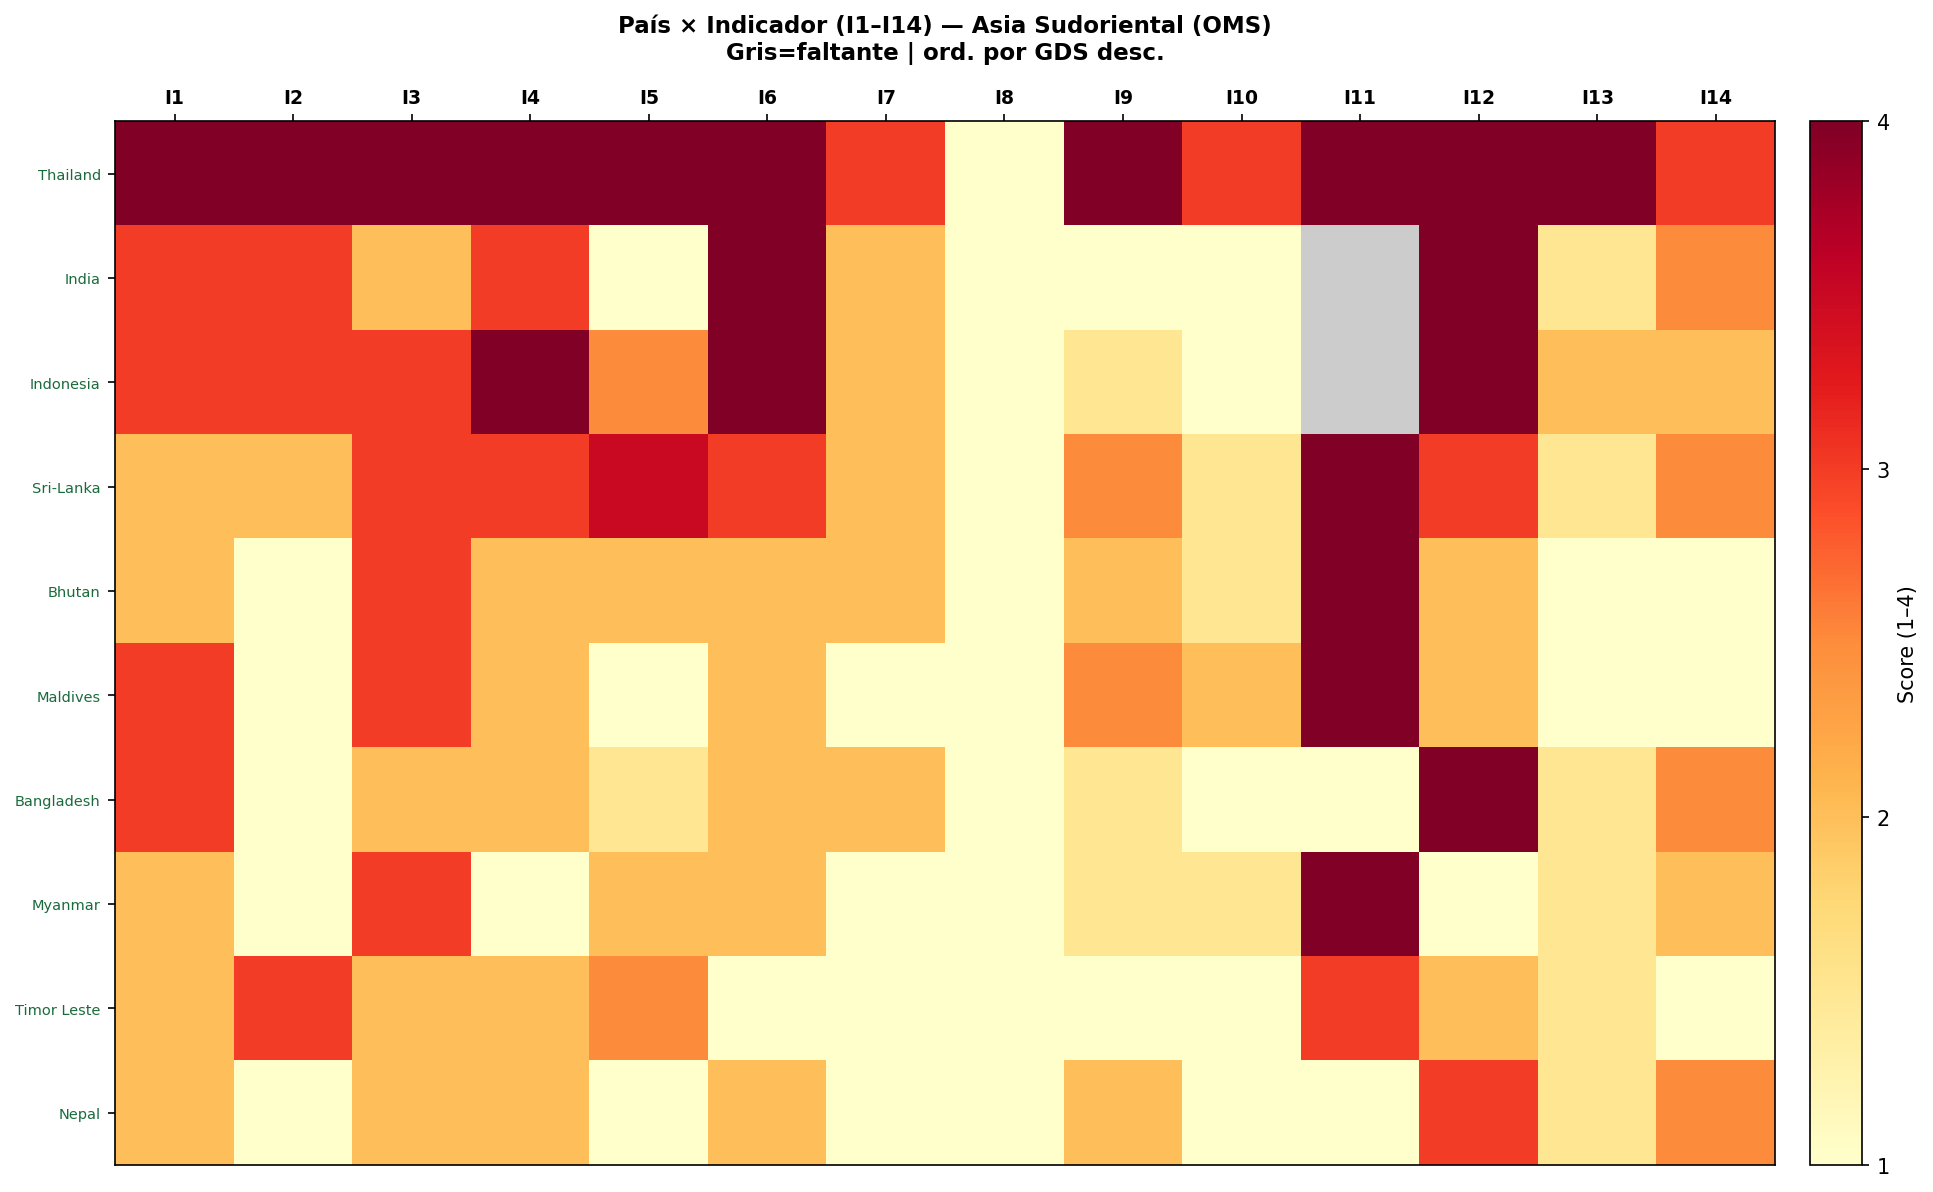 País × Indicador (I1–I14) — Asia Sudoriental (OMS)
Gris=faltante | ord. por GDS desc.
I1 I2 I3 I4 I5 I6 I7 I8 I9 I10 I11 I12 I13 I14
Thailand
India
Indonesia
Sri-Lanka
Bhutan
Maldives
Bangladesh
Myanmar
Timor Leste
Nepal
4
3
2
1
Score (1–4)